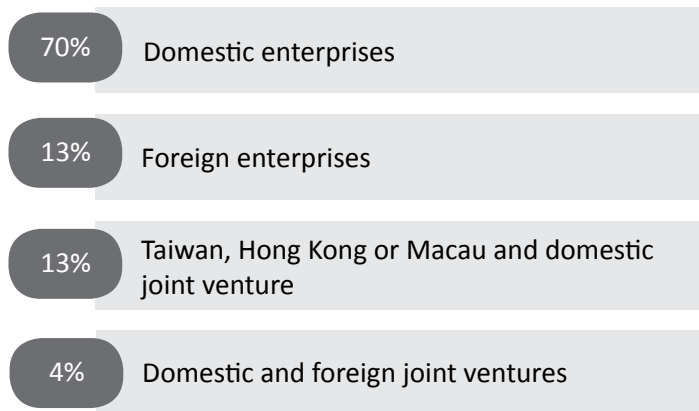 70% Domestic enterprises
13% Foreign enterprises
13% Taiwan, Hong Kong or Macau and domestic
joint venture
4% Domestic and foreign joint ventures